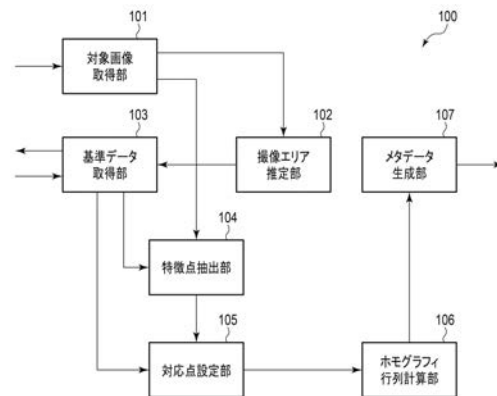 101
対象画像
取得部
100
103
基準データ
取得部
102
撮像エリア
推定部
107
メタデータ
生成部
104
特徴点抽出部
105
対応点設定部
106
ホモグラフィ
行列計算部